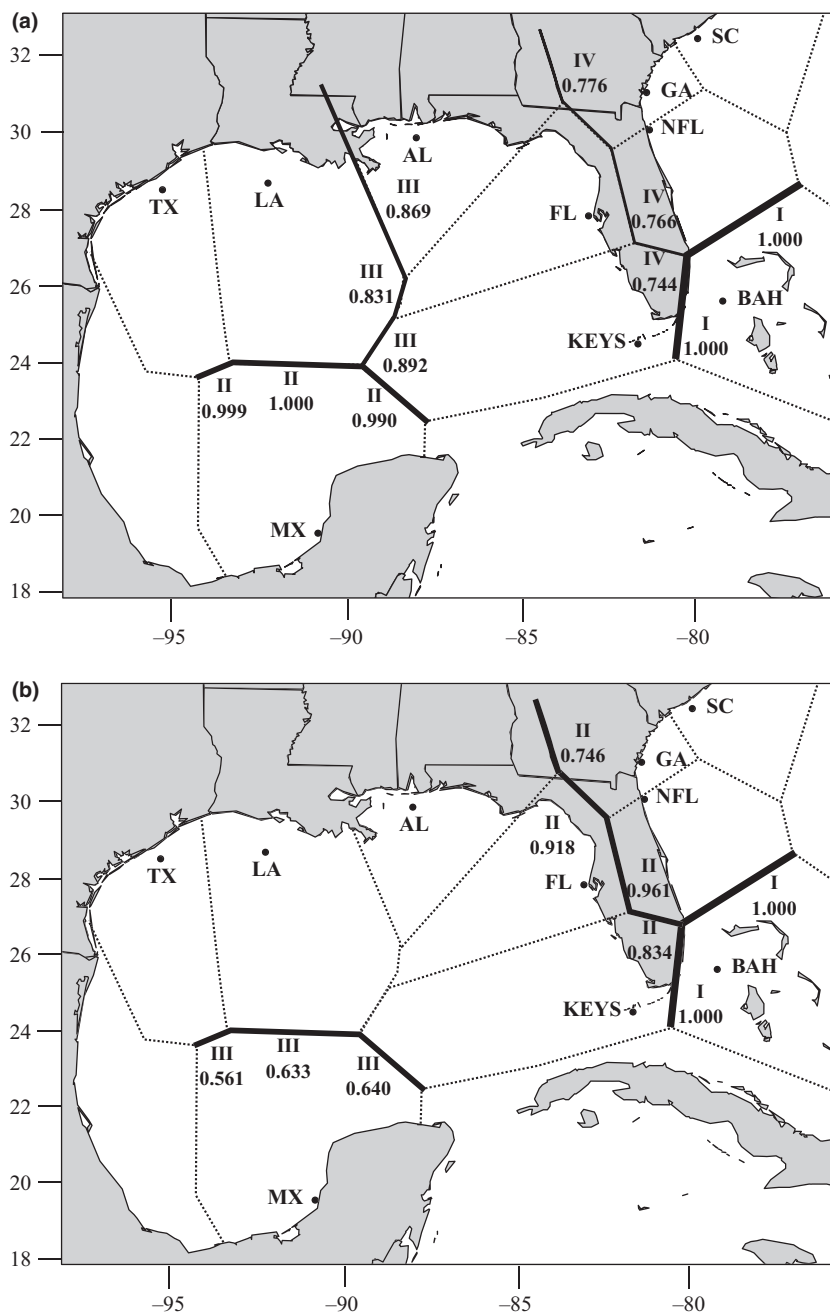 (a)
32
30
28
26
24
22
20
18
SC
IV
0.776
GA
NFL
AL
TX
LA
III
0.869
FL
IV
0.766
I
1.000
IV
0.744
III
0.831
BAH
KEYS
I
1.000
III
0.892
II
0.999
II
1.000
II
0.990
MX
–95
–90
–85
–80
(b)
32
30
28
26
24
22
20
18
SC
II
0.746
GA
NFL
AL
TX
LA
II
0.918
FL
II
0.961
I
1.000
II
0.834
BAH
KEYS
I
1.000
III
0.561
III
0.633
III
0.640
MX
–95
–90
–85
–80